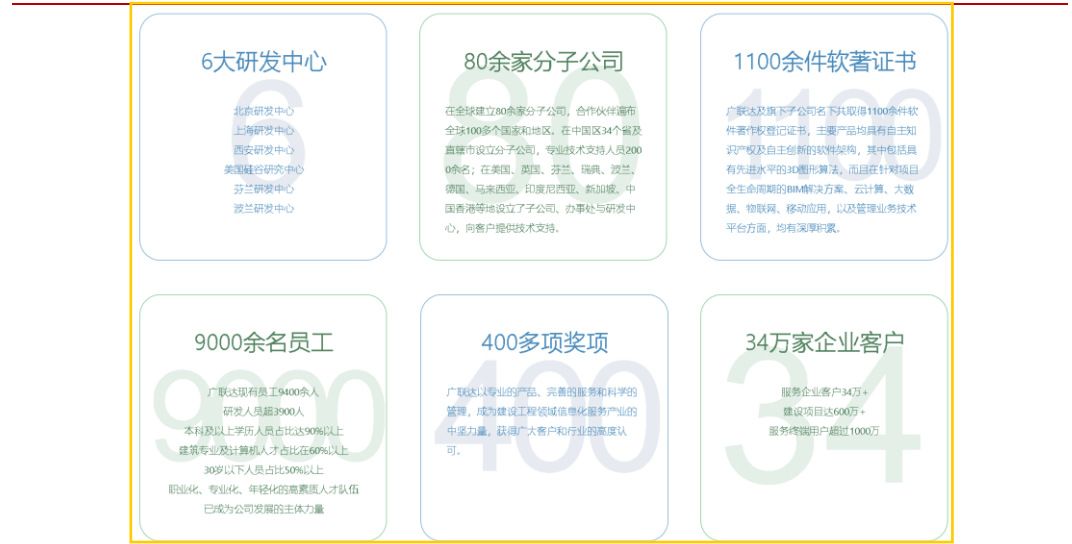 6大研发中心
6
北京研发中心
上海研发中心
西安研发中心
美国硅谷研究中心
芬兰研发中心
波兰研发中心
80余家分子公司
80
在全球建立80余家分子公司，合作伙伴遍布
全球100多个国家和地区。在中国区34个省及
直辖市设立分子公司，专业技术支持人员200
0余名；在美国、英国、芬兰、瑞典、波兰、
德国、马来西亚、印度尼西亚、新加坡、中
国香港等地设立了子公司、办事处与研发中
心，向客户提供技术支持。
1100余件软著证书
1100
广联达及旗下子公司名下共取得1100余件软
件著作权登记证书，主要产品均具有自主知
识产权及自主创新的软件架构，其中包括具
有先进水平的3D图形算法，而且在针对项目
全生命周期的BIM解决方案、云计算、大数
据、物联网、移动应用，以及管理业务技术
平台方面，均有深厚积累。
9000余名员工
9000
广联达现有员工9400余人
研发人员超3900人
本科及以上学历人员占比达90%以上
建筑专业及计算机人才占比在60%以上
30岁以下人员占比50%以上
职业化、专业化、年轻化的高素质人才队伍
已成为公司发展的主体力量
400多项奖项
400
广联达以专业的产品、完善的服务和科学的
管理，成为建设工程领域信息化服务产业的
中坚力量，获得广大客户和行业的高度认
可。
34万家企业客户
34
服务企业客户34万+
建设项目达600万+
服务终端用户超过1000万